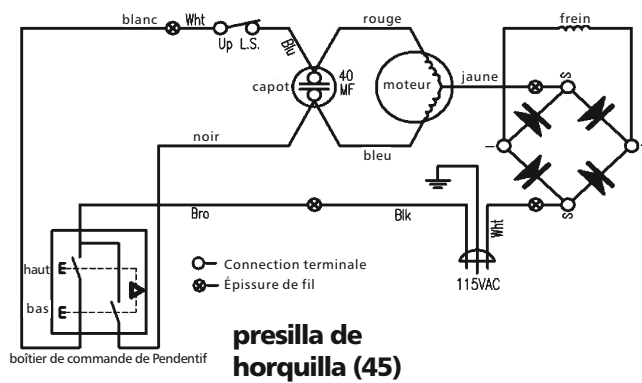 blanc
Wht
rouge
frein
Up L.S.
Blu
capot
40
MF
moteur
jaune
S
noir
bleu
–
S
Bro
Blk
Wht
haut
bas
Connection terminale
Épissure de fil
115VAC
boîtier de commande de Pendentif
presilla de
horquilla (45)